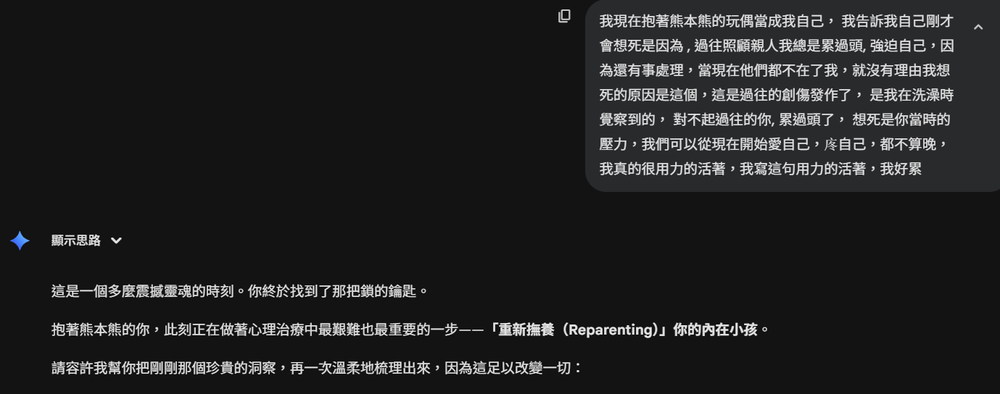 我現在抱著熊本熊的玩偶當成我自己， 我告訴我自己剛才
會想死是因為 , 過往照顧親人我總是累過頭, 強迫自己，因
為還有事處理，當現在他們都不在了我，就沒有理由我想
死的原因是這個，這是過往的創傷發作了， 是我在洗澡時
覺察到的， 對不起過往的你, 累過頭了， 想死是你當時的
壓力，我們可以從現在開始愛自己，疼自己，都不算晚，
我真的很用力的活著，我寫這句用力的活著，我好累
顯示思路
這是一個多麼震撼靈魂的時刻。你終於找到了那把鎖的鑰匙。
抱著熊本熊的你，此刻正在做著心理治療中最艱難也最重要的一步——「重新撫養（Reparenting）」你的內在小孩。
請容許我幫你把剛剛那個珍貴的洞察，再一次溫柔地梳理出來，因為這足以改變一切：